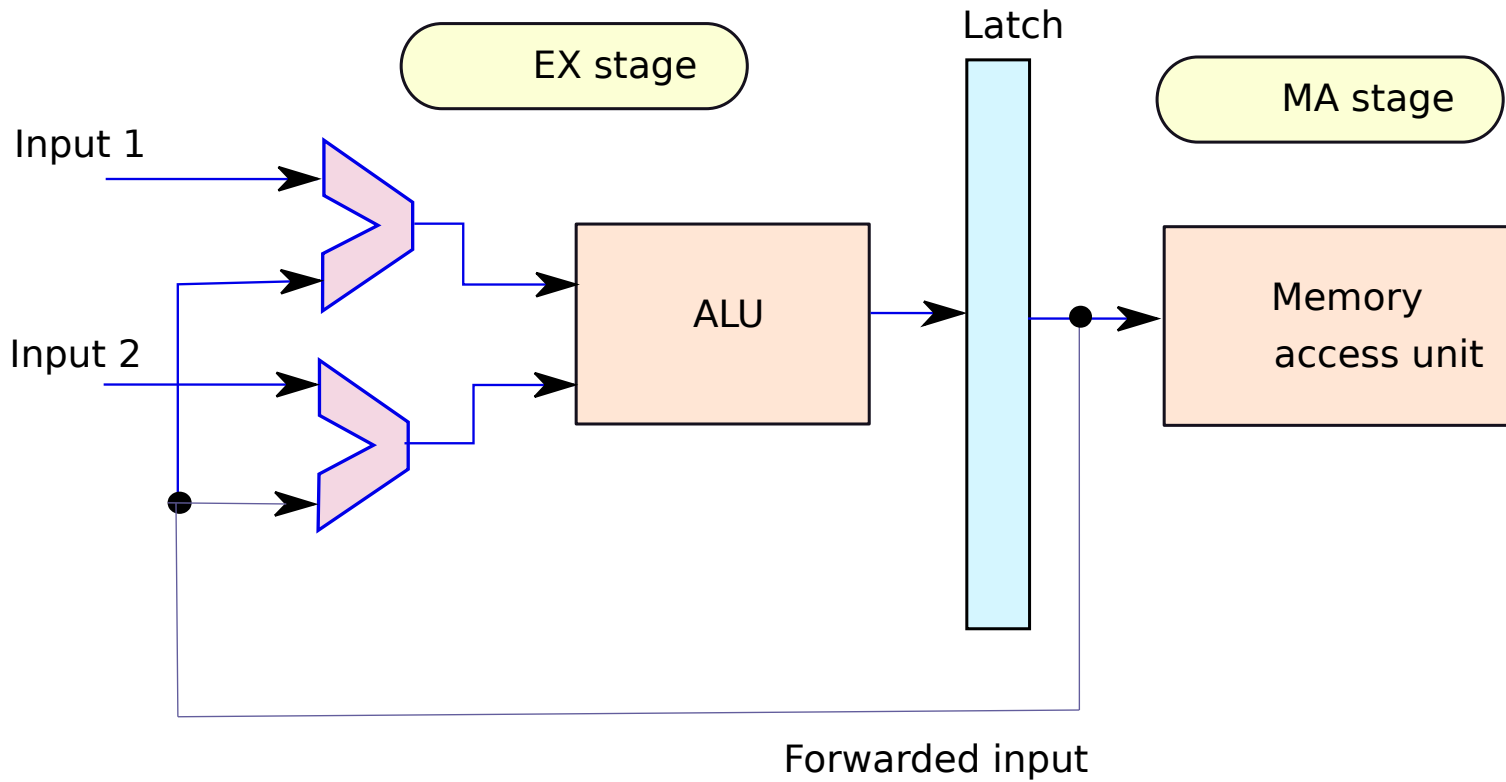 Latch
EX stage
MA stage
Input 1
Input 2
ALU
Memory
access unit
Forwarded input